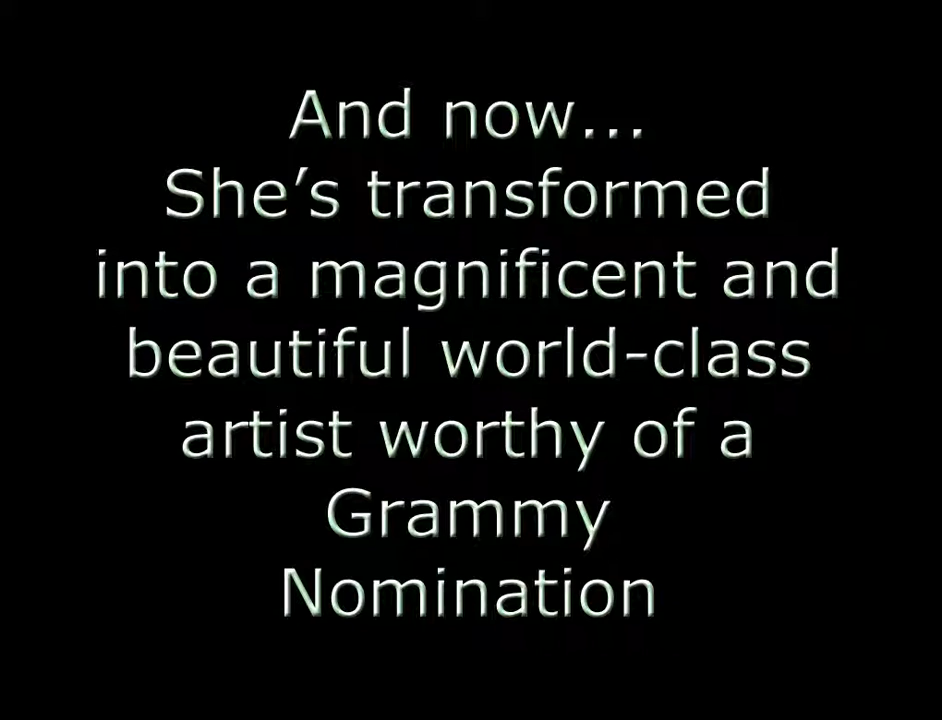 And now...
She’s transformed
into a magnificent and
beautiful world-class
artist worthy of a
Grammy
Nomination